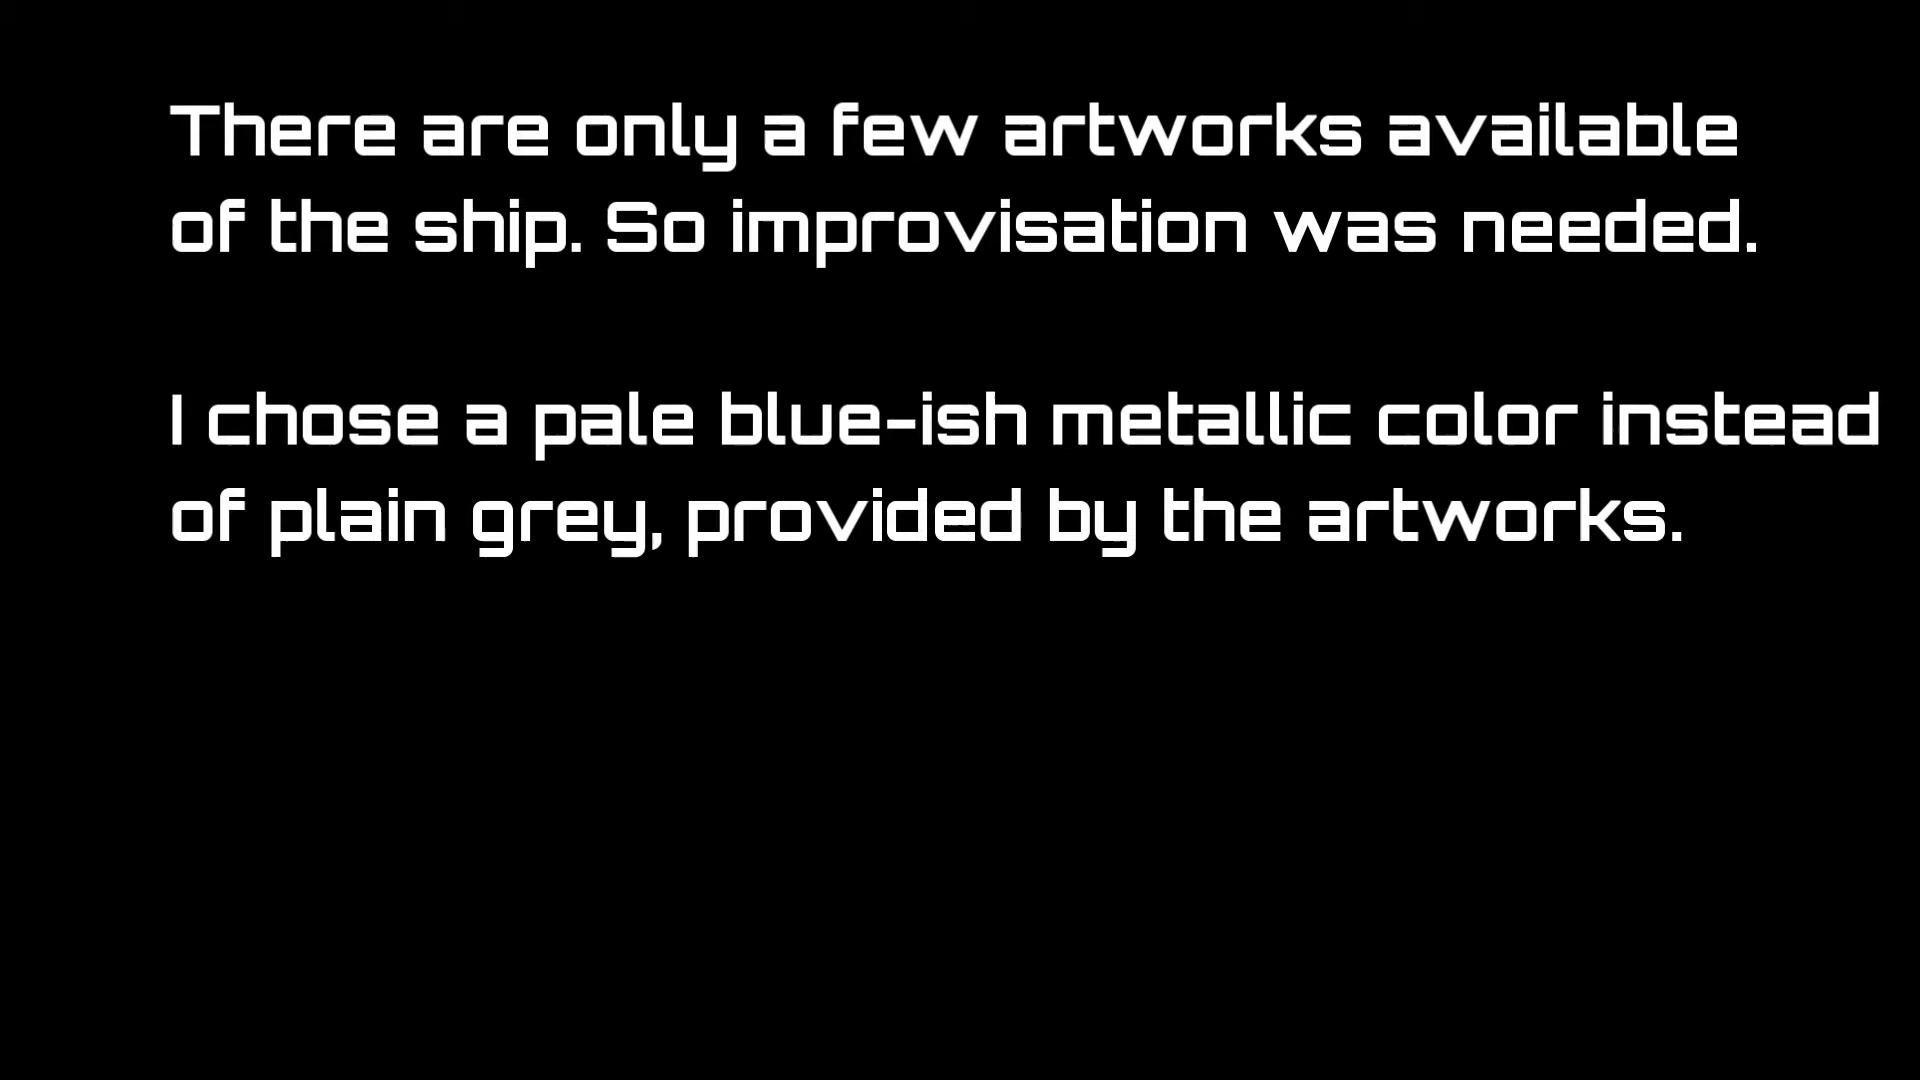 There are only a few artworks available
of the ship. So improvisation was needed.
I chose a pale blue-ish metallic color instead
of plain grey, provided by the artworks.